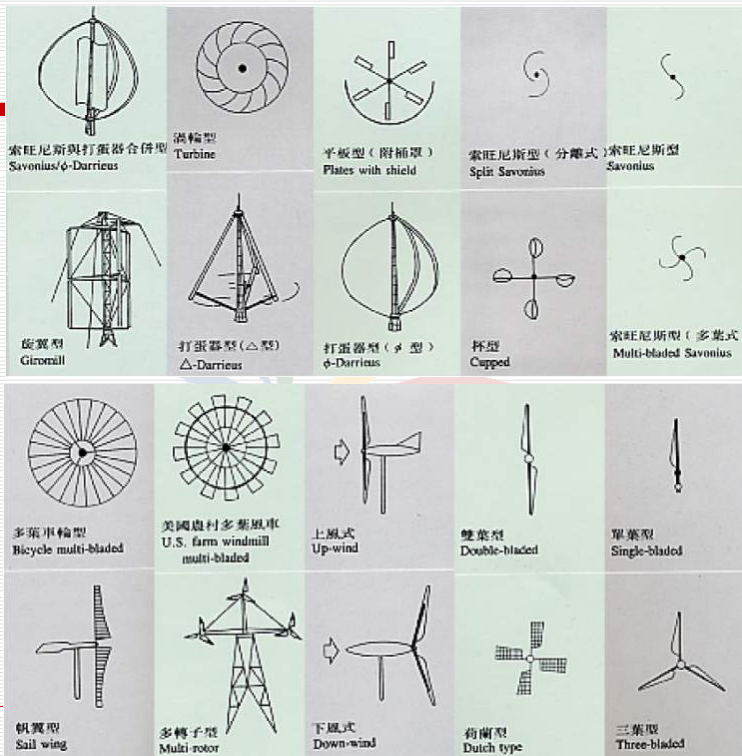 索旺尼斯與打蛋器合併型
Savonius/ϕ-Darrieus
渦輪型
Turbine
平板型(附桶罩)
Plates with shield
索旺尼斯型(分離式)
Split Savonius
索旺尼斯型
Savonius
旋翼型
Giromill
打蛋器型(△型)
△-Darrieus
打蛋器型(ϕ型)
ϕ-Darrieus
杯型
Cupped
索旺尼斯型(多葉式)
Multi-bladed Savonius
多葉車輪型
Bicycle multi-bladed
美國農村多葉風車
U.S. farm windmill
multi-bladed
上風式
Up-wind
雙葉型
Double-bladed
單葉型
Single-bladed
帆翼型
Sail wing
多轉子型
Multi-rotor
下風式
Down-wind
荷蘭型
Dutch type
三葉型
Three-bladed